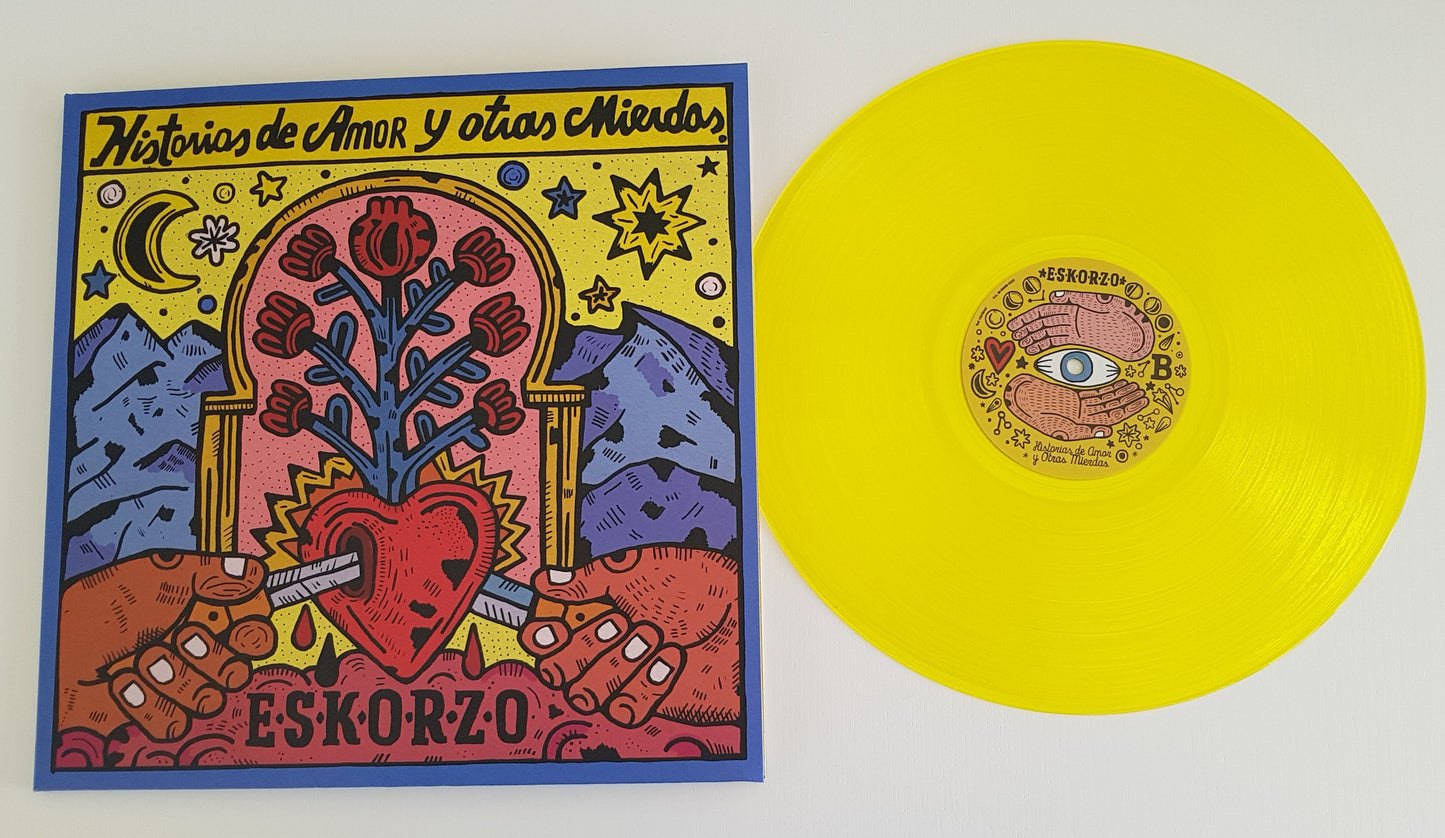 Historias de Amor y otras Mierdas.
E·S·K·O·R·Z·O
*E·S·K·O·R·Z·O*
B
Historias de Amor
y Otras Mierdas